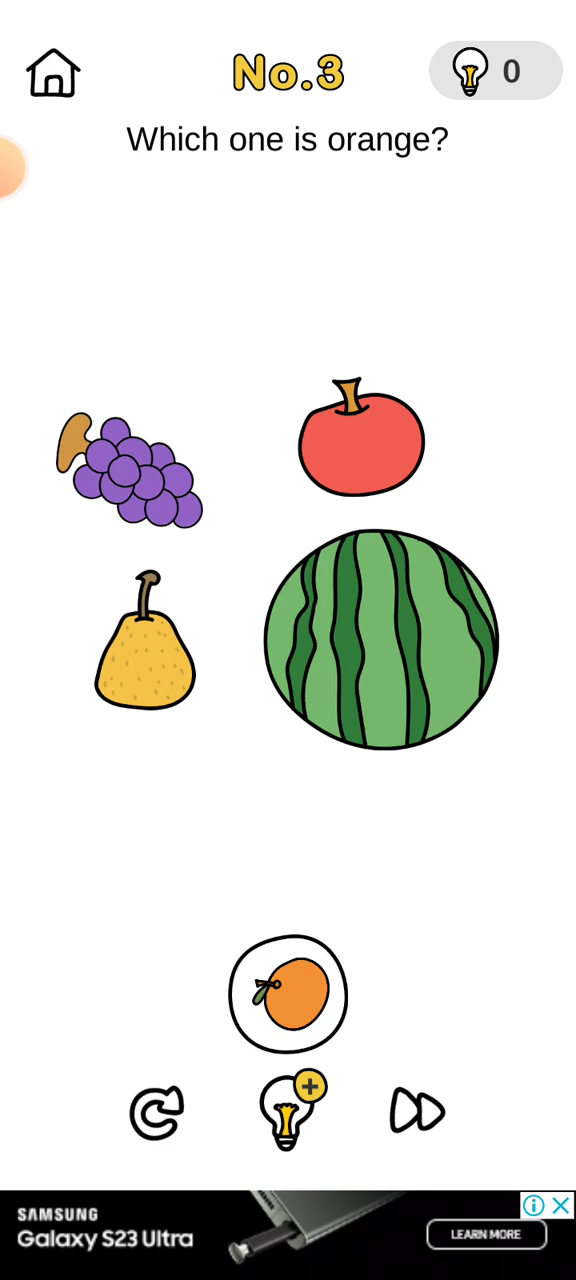 No.3
0
Which one is orange?
SAMSUNG
Galaxy S23 Ultra
LEARN MORE